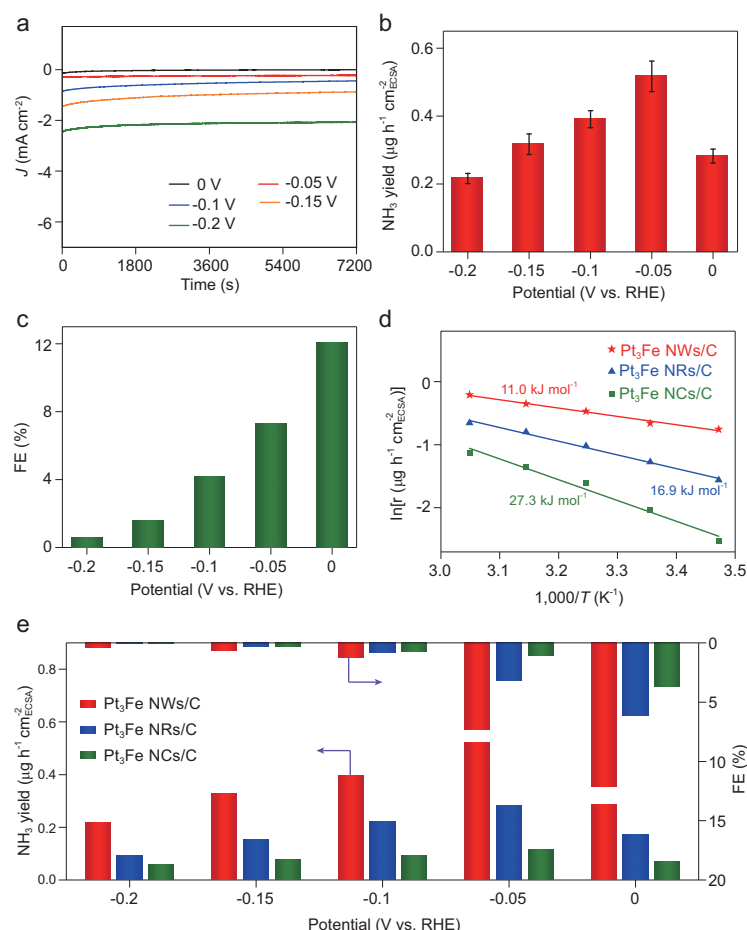 a
J (mA cm⁻²)
0
-2
-4
-6
0 V
-0.05 V
-0.1 V
-0.15 V
-0.2 V
0 1800 3600 5400 7200
Time (s)
b
NH₃ yield (μg h⁻¹ cm⁻²ECSA)
0.6
0.4
0.2
0.0
-0.2 -0.15 -0.1 -0.05 0
Potential (V vs. RHE)
c
FE (%)
12
8
4
0
-0.2 -0.15 -0.1 -0.05 0
Potential (V vs. RHE)
d
ln[r (μg h⁻¹ cm⁻²ECSA)]
0
-1
-2
Pt₃Fe NWs/C
Pt₃Fe NRs/C
Pt₃Fe NCs/C
11.0 kJ mol⁻¹
16.9 kJ mol⁻¹
27.3 kJ mol⁻¹
3.0 3.1 3.2 3.3 3.4 3.5
1,000/T (K⁻¹)
e
NH₃ yield (μg h⁻¹ cm⁻²ECSA)
0.9
0.6
0.4
0.2
0.0
Pt₃Fe NWs/C
Pt₃Fe NRs/C
Pt₃Fe NCs/C
0
5
10
15
20
FE (%)
-0.2 -0.15 -0.1 -0.05 0
Potential (V vs. RHE)